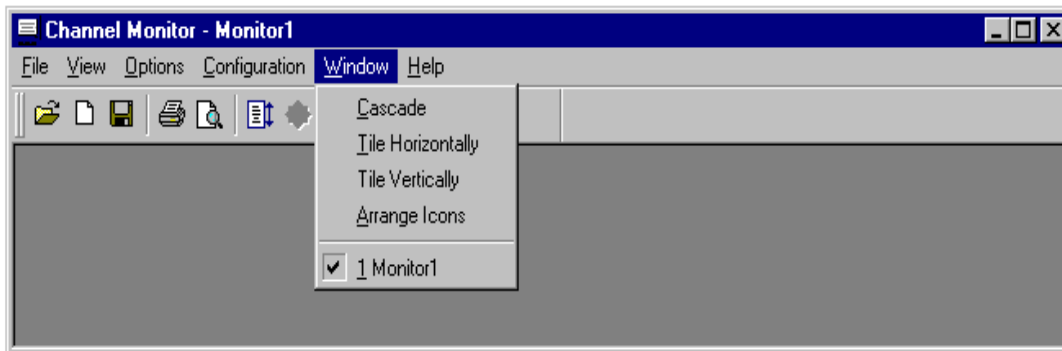 Channel Monitor - Monitor1
File View Options Configuration Window Help
Cascade
Tile Horizontally
Tile Vertically
Arrange Icons
1 Monitor1